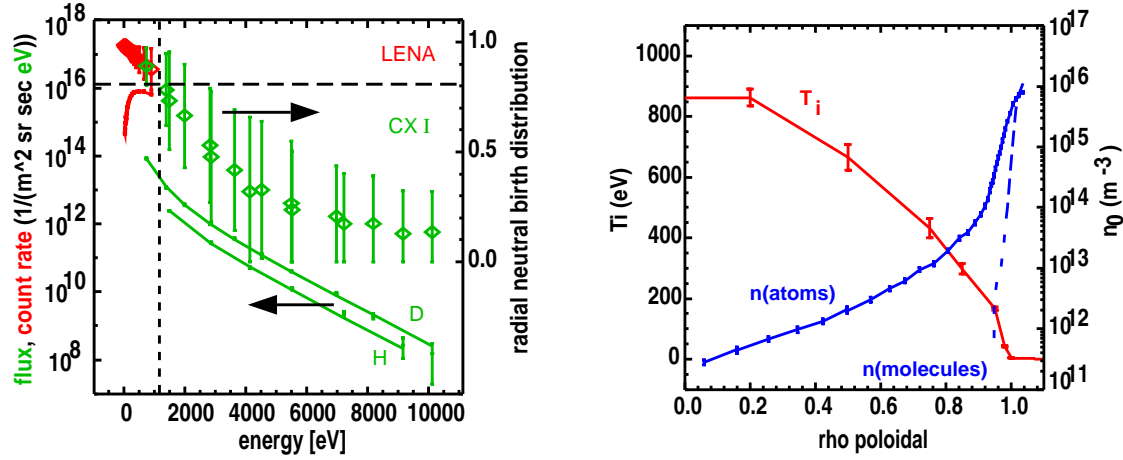 flux, count rate (1/(m^2 sr sec eV))
10^18
10^16
10^14
10^12
10^10
10^8
LENA
CX I
D
H
1.0
0.5
0.0
radial neutral birth distribution
0 2000 4000 6000 8000 10000
energy [eV]
Ti (eV)
1000
800
600
400
200
0
T_i
n(atoms)
n(molecules)
10^17
10^16
10^15
10^14
10^13
10^12
10^11
n_0 (m^-3)
0.0 0.2 0.4 0.6 0.8 1.0
rho poloidal